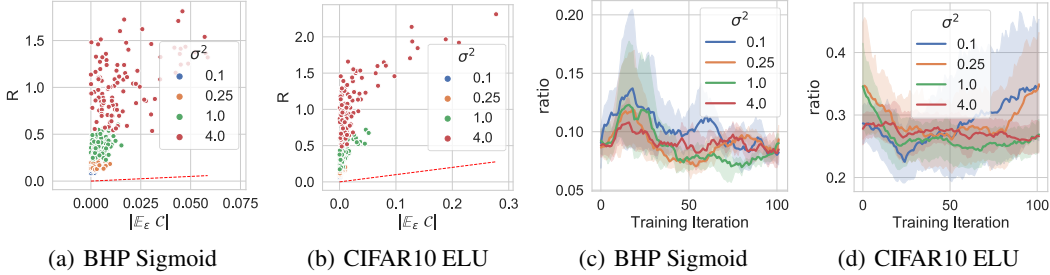 R
1.5
1.0
0.5
0.0
0.000
0.025
0.050
0.075
|𝔼ε C|
σ²
0.1
0.25
1.0
4.0
(a) BHP Sigmoid
R
2.5
2.0
1.5
1.0
0.5
0.0
0.0
0.1
0.2
0.3
|𝔼ε C|
σ²
0.1
0.25
1.0
4.0
(b) CIFAR10 ELU
ratio
0.20
0.15
0.10
0.05
0
50
100
Training Iteration
σ²
0.1
0.25
1.0
4.0
(c) BHP Sigmoid
ratio
0.4
0.3
0.2
0
50
100
Training Iteration
σ²
0.1
0.25
1.0
4.0
(d) CIFAR10 ELU